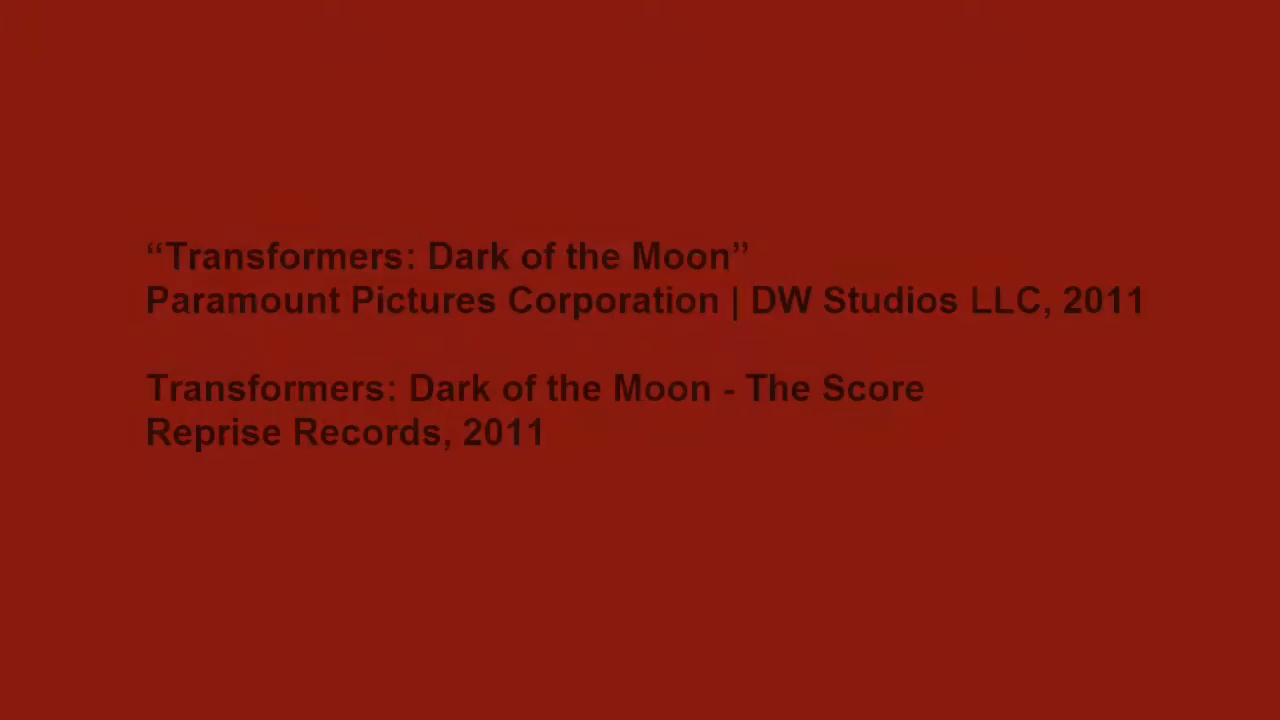 “Transformers: Dark of the Moon”
Paramount Pictures Corporation | DW Studios LLC, 2011
Transformers: Dark of the Moon - The Score
Reprise Records, 2011